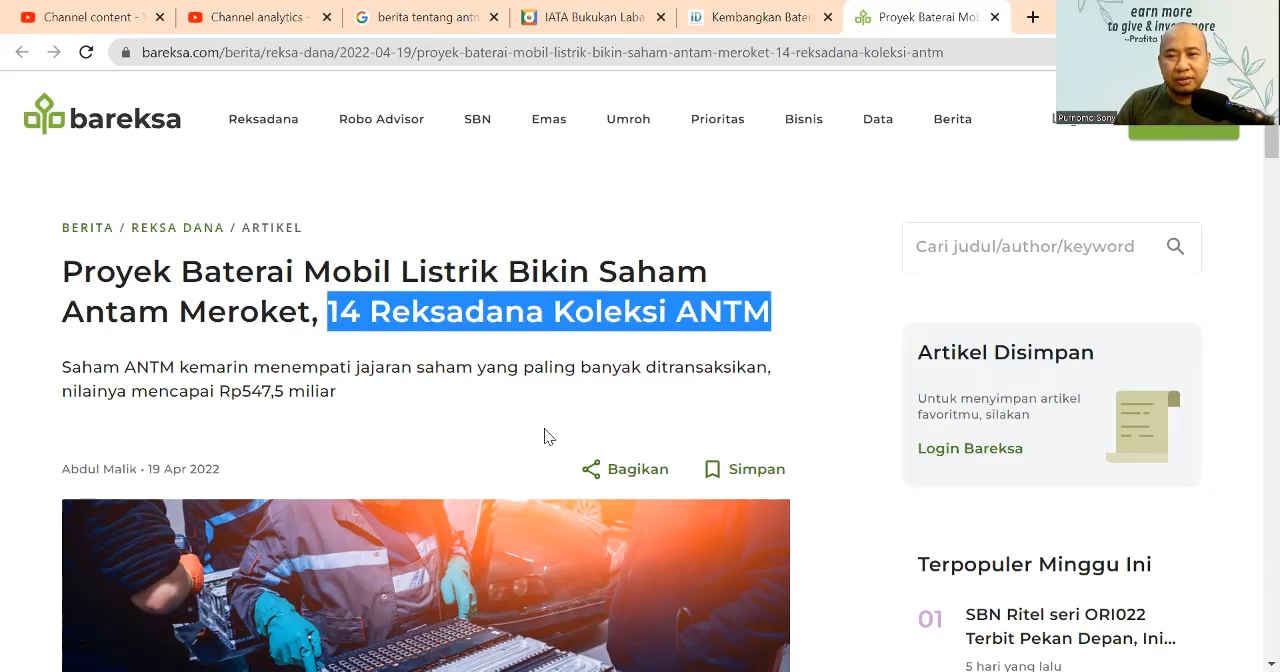 Channel content -
Channel analytics -
berita tentang antn
IATA Bukukan Laba
iD Kembangkan Bater
Proyek Baterai Mob
bareksa.com/berita/reksa-dana/2022-04-19/proyek-baterai-mobil-listrik-bikin-saham-antam-meroket-14-reksadana-koleksi-antm
earn more
to give & invest more
~Profita
Purnomo Sony
bareksa
Reksadana
Robo Advisor
SBN
Emas
Umroh
Prioritas
Bisnis
Data
Berita
BERITA / REKSA DANA / ARTIKEL
Proyek Baterai Mobil Listrik Bikin Saham
Antam Meroket, 14 Reksadana Koleksi ANTM
Saham ANTM kemarin menempati jajaran saham yang paling banyak ditransaksikan,
nilainya mencapai Rp547,5 miliar
Abdul Malik • 19 Apr 2022
Bagikan
Simpan
Cari judul/author/keyword
Artikel Disimpan
Untuk menyimpan artikel
favoritmu, silakan
Login Bareksa
Terpopuler Minggu Ini
01
SBN Ritel seri ORI022
Terbit Pekan Depan, Ini...
5 hari yang lalu